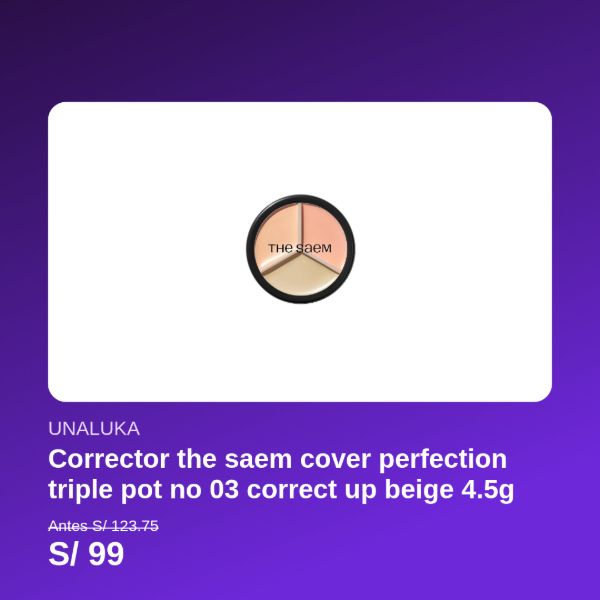 THE SAEM
UNALUKA
Corrector the saem cover perfection
triple pot no 03 correct up beige 4.5g
Antes S/ 123.75
S/ 99